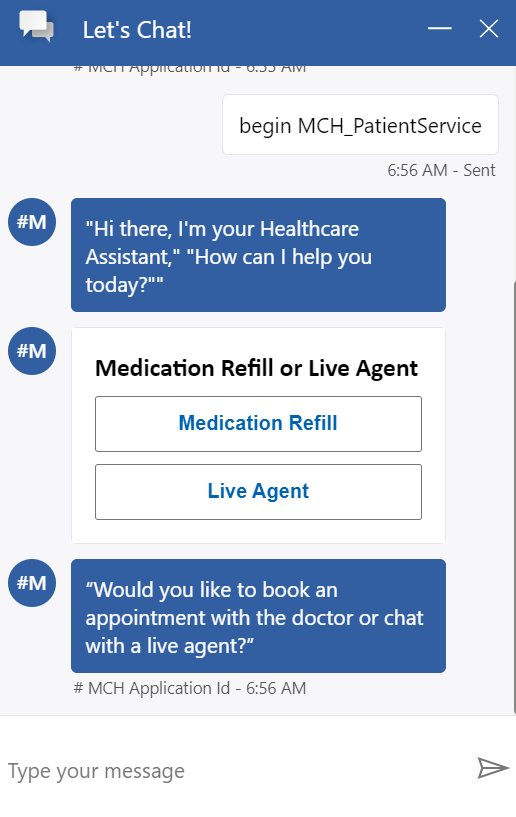 Let's Chat!
# MCH Application Id - 6:55 AM
begin MCH_PatientService
6:56 AM - Sent
#M
"Hi there, I'm your Healthcare
Assistant," "How can I help you
today?""
#M
Medication Refill or Live Agent
Medication Refill
Live Agent
#M
“Would you like to book an
appointment with the doctor or chat
with a live agent?”
# MCH Application Id - 6:56 AM
Type your message